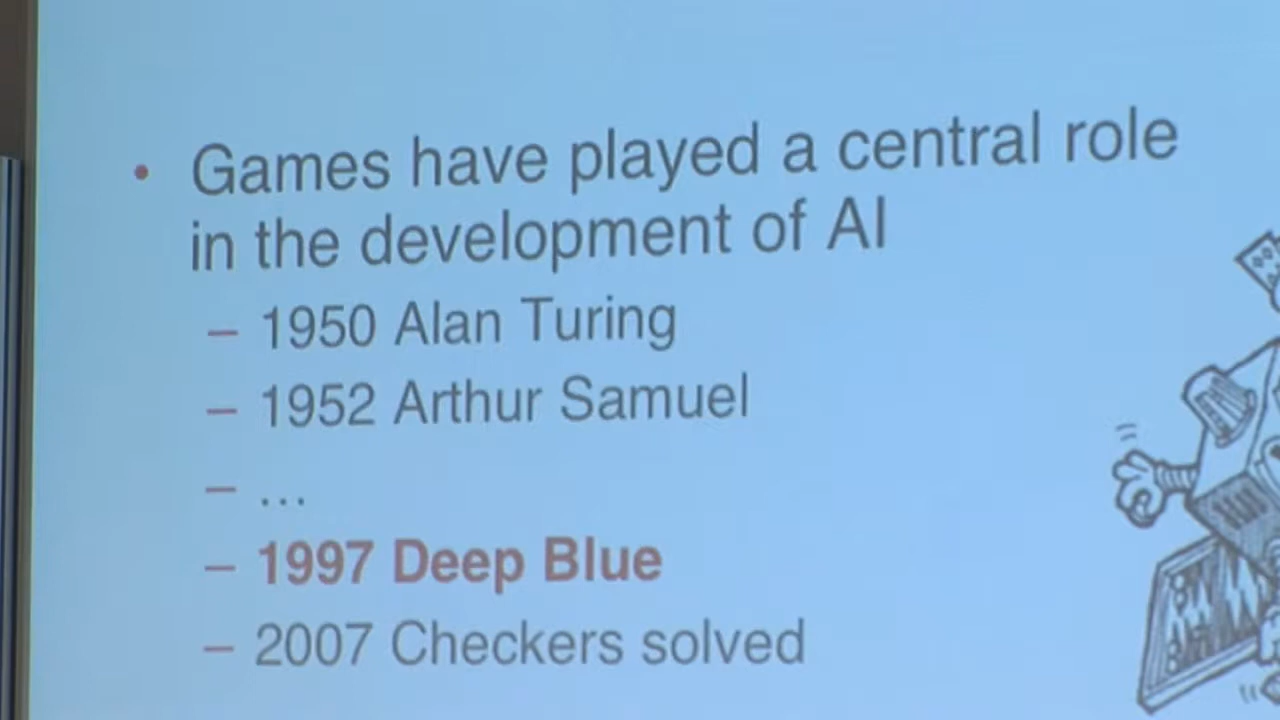 • Games have played a central role
in the development of AI
– 1950 Alan Turing
– 1952 Arthur Samuel
– ...
– 1997 Deep Blue
– 2007 Checkers solved